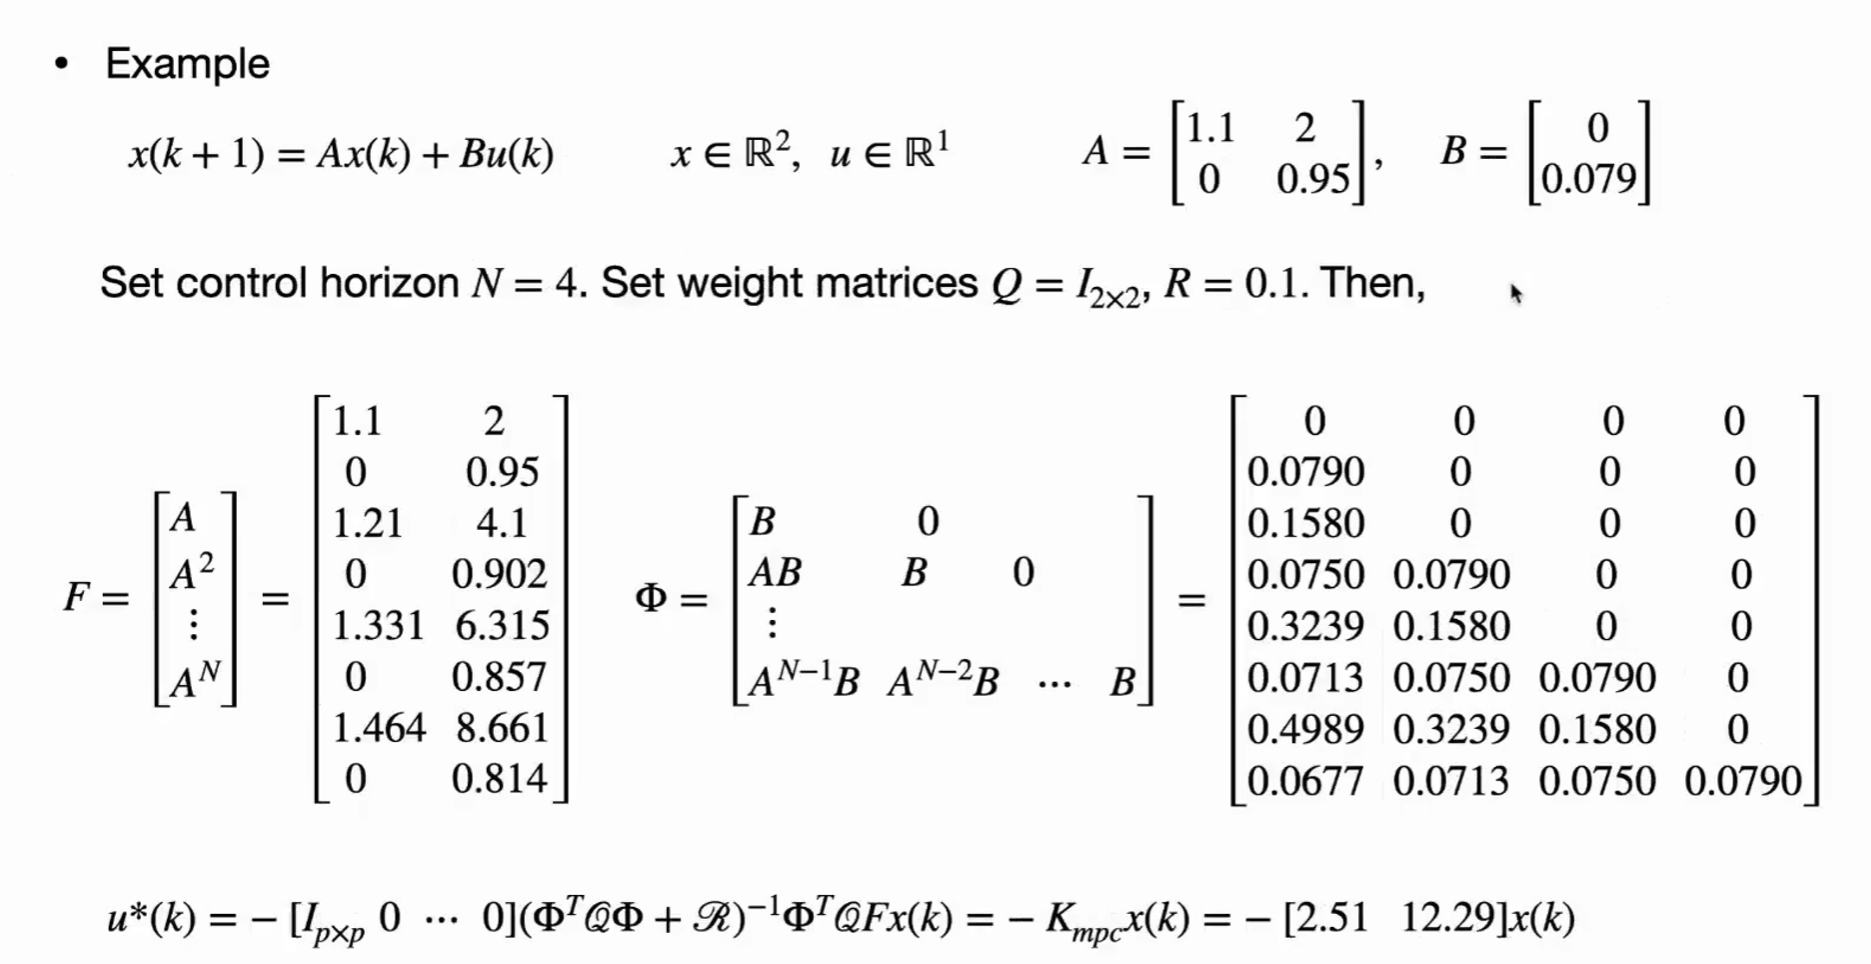 • Example
x(k + 1) = Ax(k) + Bu(k)    x ∈ ℝ², u ∈ ℝ¹    A = [1.1 2; 0 0.95],    B = [0; 0.079]
Set control horizon N = 4. Set weight matrices Q = I₂ₓ₂, R = 0.1. Then,
F = [A; A²; ⋮; Aᴺ] = [1.1 2; 0 0.95; 1.21 4.1; 0 0.902; 1.331 6.315; 0 0.857; 1.464 8.661; 0 0.814]
Φ = [B 0; AB B 0; ⋮; Aᴺ⁻¹B Aᴺ⁻²B ⋯ B] = [0 0 0 0; 0.0790 0 0 0; 0.1580 0 0 0; 0.0750 0.0790 0 0; 0.3239 0.1580 0 0; 0.0713 0.0750 0.0790 0; 0.4989 0.3239 0.1580 0; 0.0677 0.0713 0.0750 0.0790]
u*(k) = − [I_{p×p} 0 ⋯ 0](Φᵀ𝒬Φ + ℛ)⁻¹Φᵀ𝒬Fx(k) = − K_{mpc}x(k) = − [2.51 12.29]x(k)